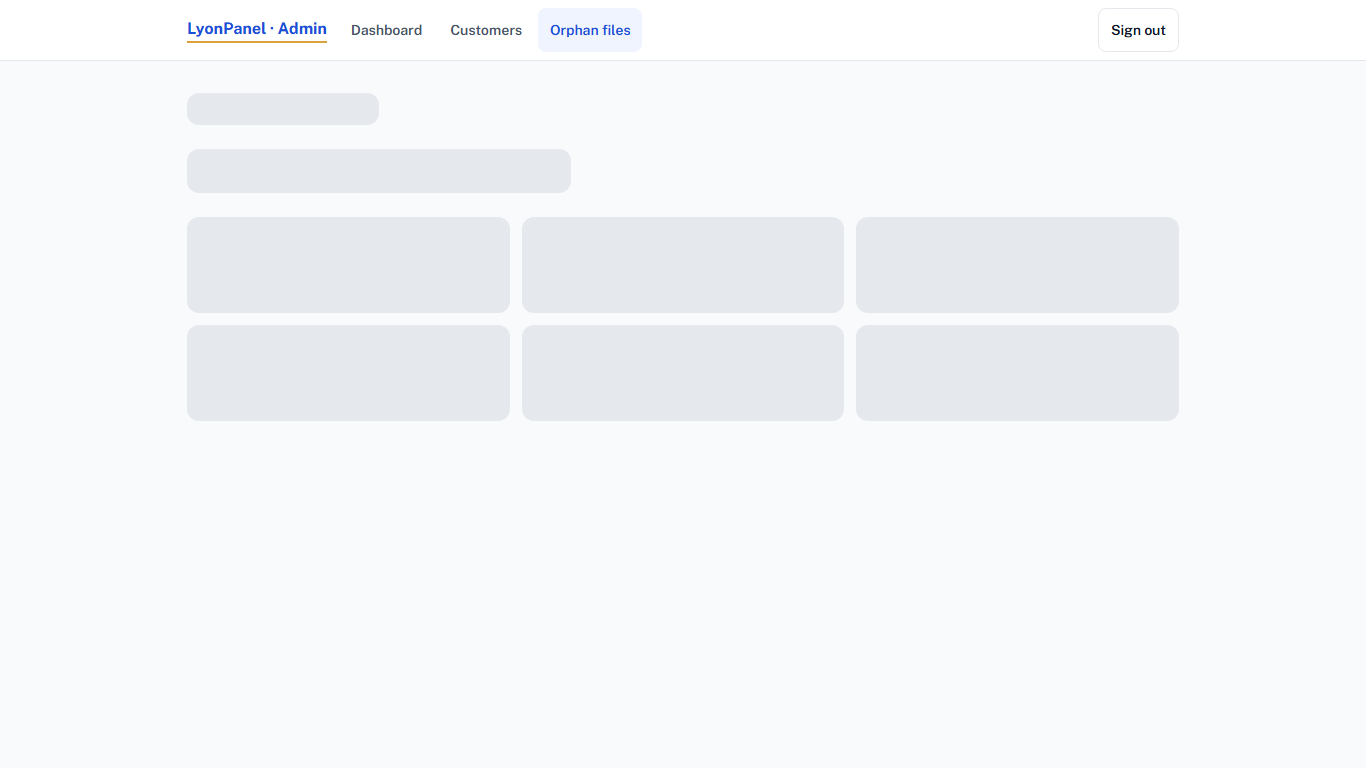 LyonPanel · Admin
Dashboard
Customers
Orphan files
Sign out